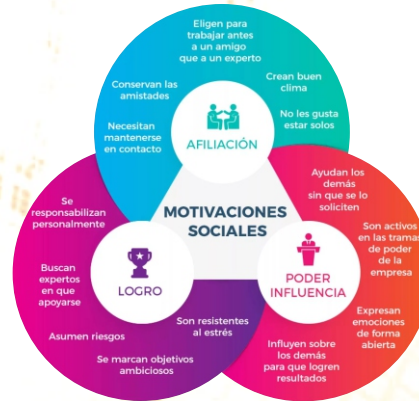 Eligen para
trabajar antes
a un amigo
que a un experto
Conservan las
amistades
Crean buen
clima
Necesitan
mantenerse
en contacto
No les gusta
estar solos
AFILIACIÓN
MOTIVACIONES
SOCIALES
Se
responsabilizan
personalmente
Buscan
expertos
en que
apoyarse
LOGRO
Asumen riesgos
Son resistentes
al estrés
Se marcan objetivos
ambiciosos
Ayudan los
demás
sin que se lo
soliciten
Son activos
en las tramas
de poder
de la
empresa
PODER
INFLUENCIA
Expresan
emociones
de forma
abierta
Influyen sobre
los demás
para que logren
resultados